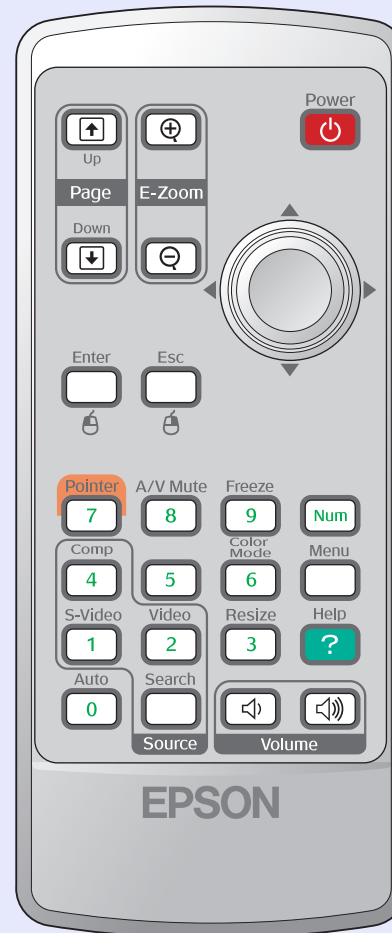 Power
Up
Page E-Zoom
Down
Enter Esc
Pointer A/V Mute Freeze
7 8 9 Num
Comp Color Mode Menu
4 5 6
S-Video Video Resize Help
1 2 3 ?
Auto Search
0
Source Volume
EPSON